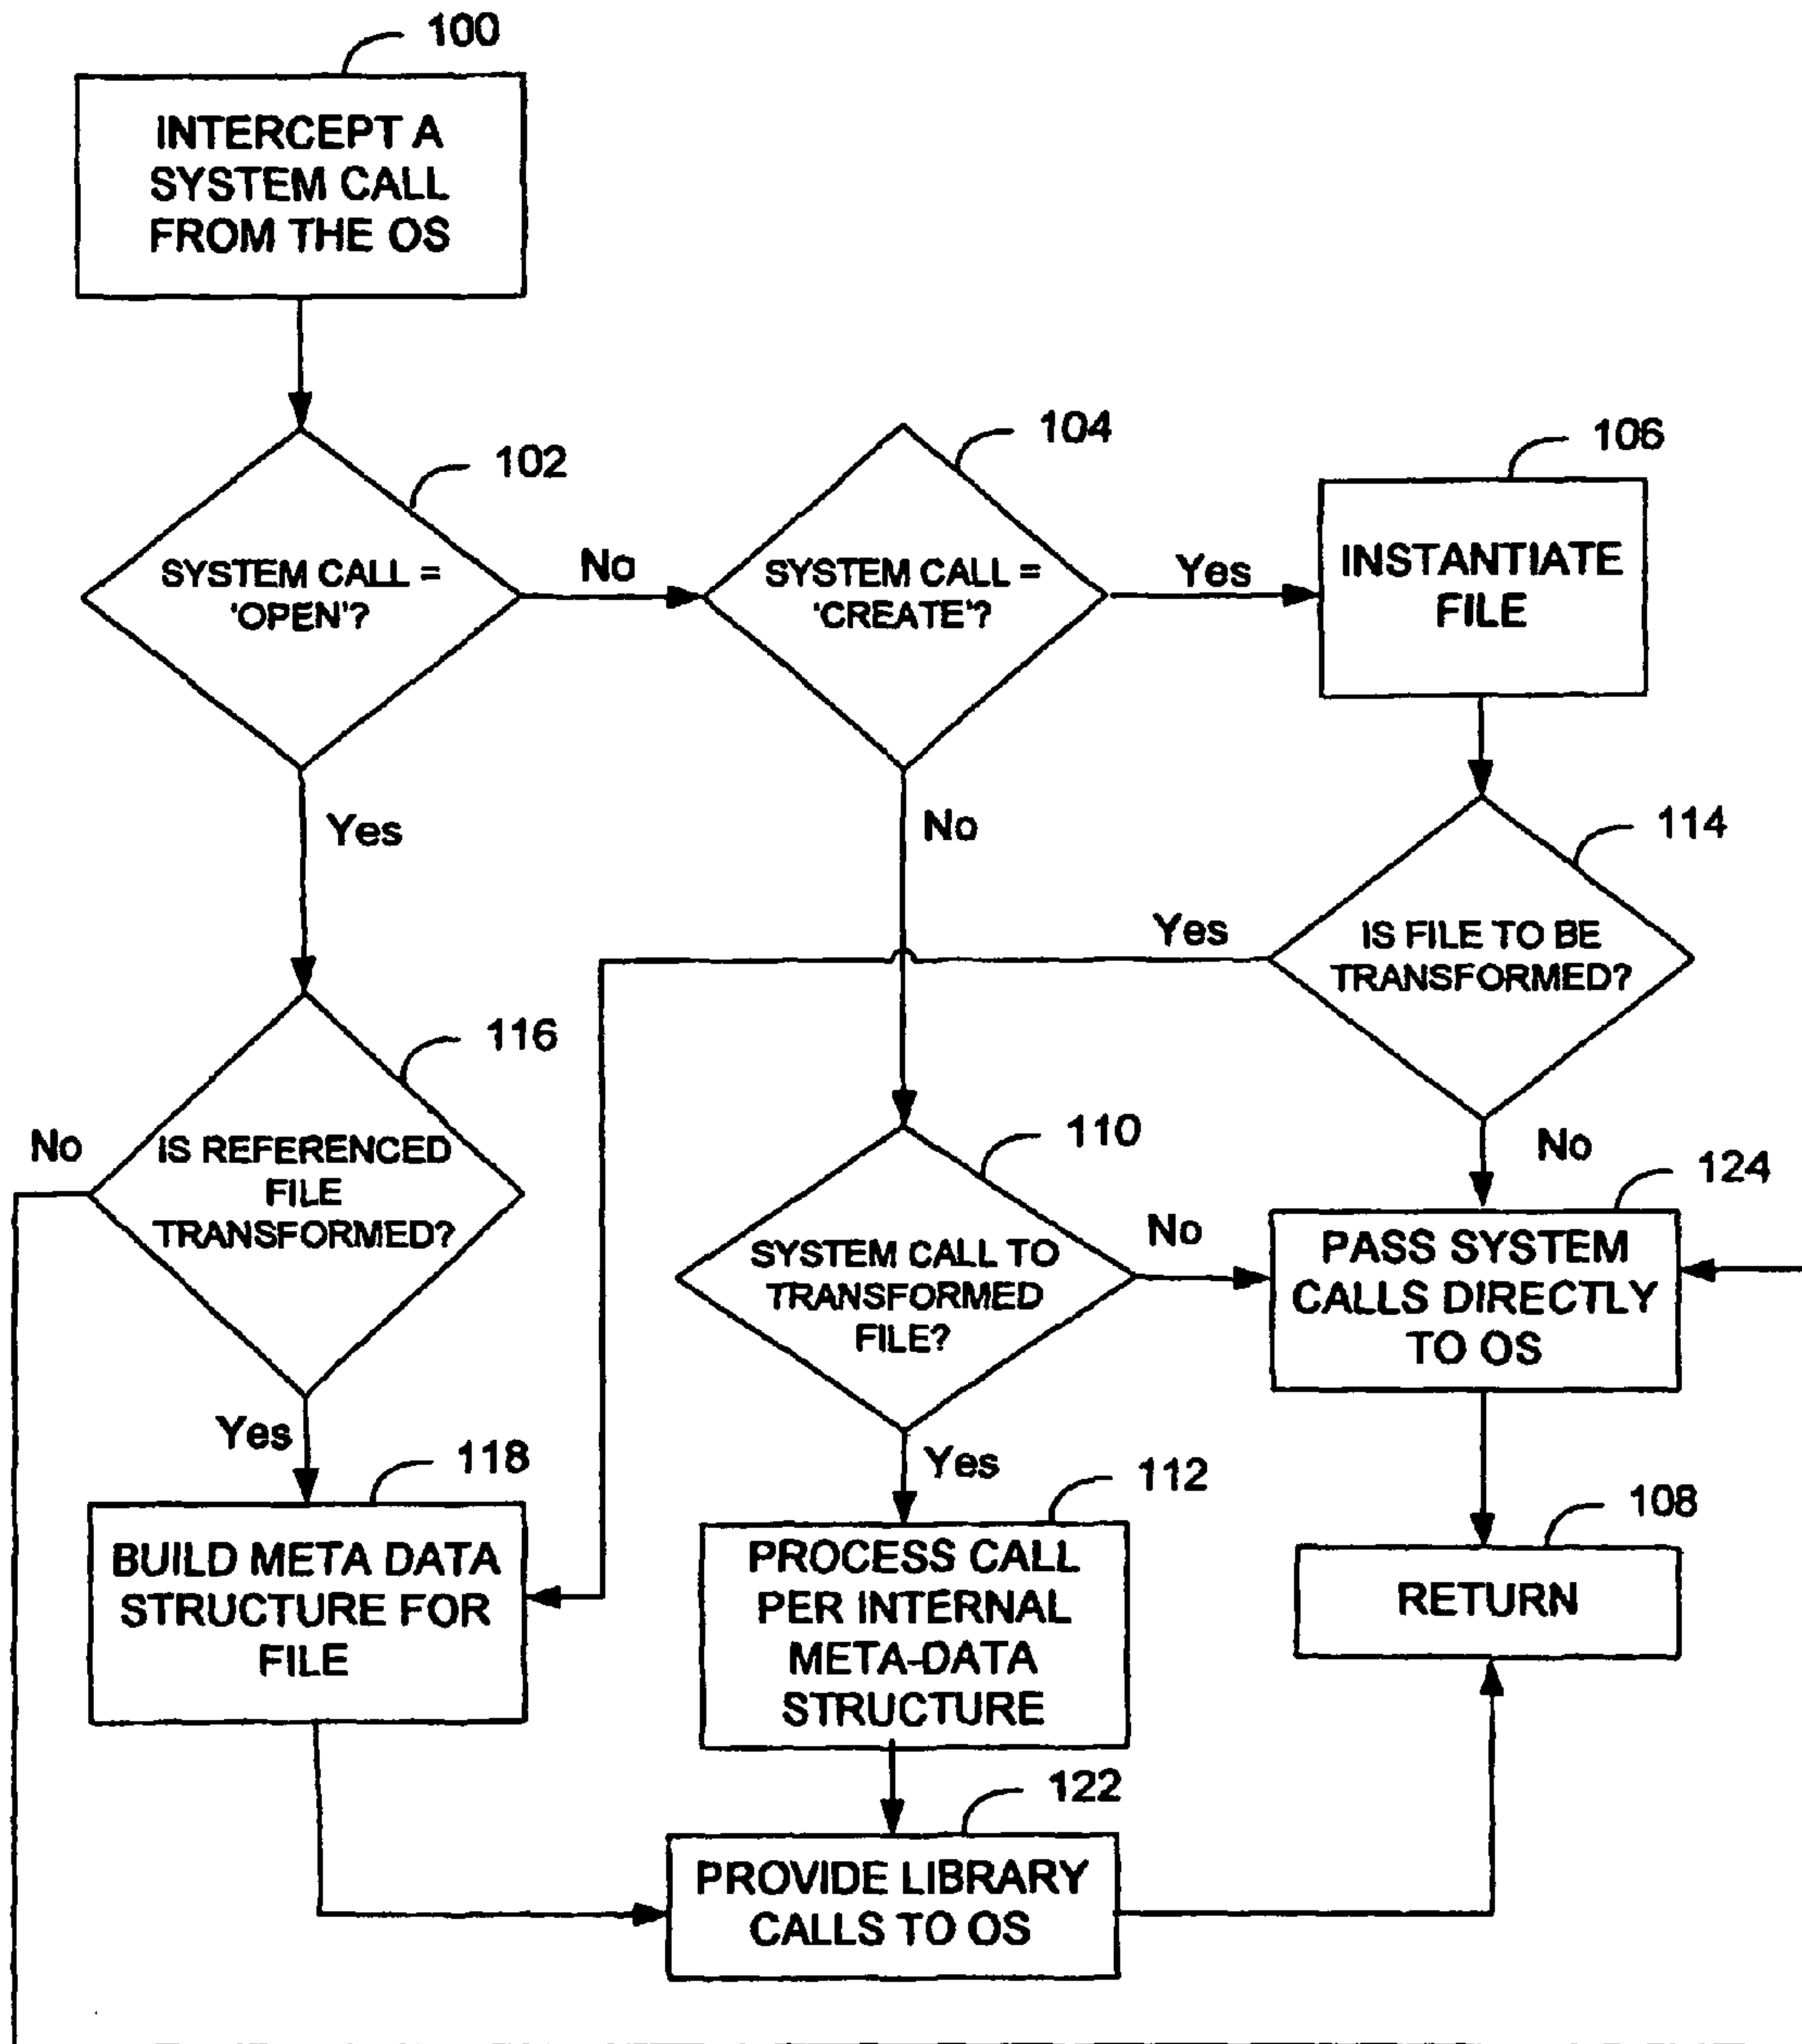 100
INTERCEPT A
SYSTEM CALL
FROM THE OS
102
SYSTEM CALL =
'OPEN'?
No
104
SYSTEM CALL =
'CREATE'?
Yes
106
INSTANTIATE
FILE
Yes
No
114
IS FILE TO BE
TRANSFORMED?
Yes
No
116
IS REFERENCED
FILE
TRANSFORMED?
No
Yes
110
SYSTEM CALL TO
TRANSFORMED
FILE?
No
Yes
124
PASS SYSTEM
CALLS DIRECTLY
TO OS
118
BUILD META DATA
STRUCTURE FOR
FILE
112
PROCESS CALL
PER INTERNAL
META-DATA
STRUCTURE
108
RETURN
122
PROVIDE LIBRARY
CALLS TO OS